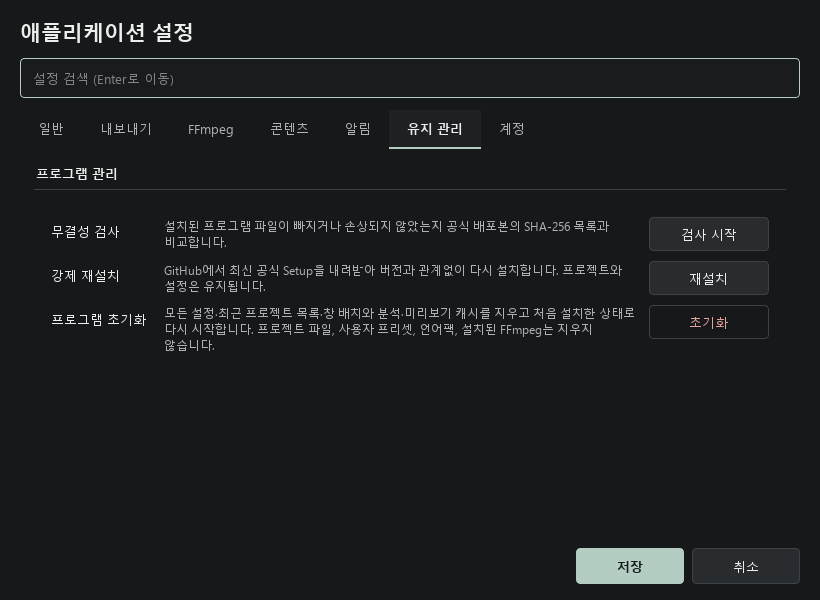 애플리케이션 설정
설정 검색 (Enter로 이동)
일반 내보내기 FFmpeg 콘텐츠 알림 유지 관리 계정
프로그램 관리
무결성 검사
설치된 프로그램 파일이 빠지거나 손상되지 않았는지 공식 배포본의 SHA-256 목록과
비교합니다.
검사 시작
강제 재설치
GitHub에서 최신 공식 Setup을 내려받아 버전과 관계없이 다시 설치합니다. 프로젝트와
설정은 유지됩니다.
재설치
프로그램 초기화
모든 설정·최근 프로젝트 목록·창 배치와 분석·미리보기 캐시를 지우고 처음 설치한 상태로
다시 시작합니다. 프로젝트 파일, 사용자 프리셋, 언어팩, 설치된 FFmpeg는 지우지
않습니다.
초기화
저장 취소